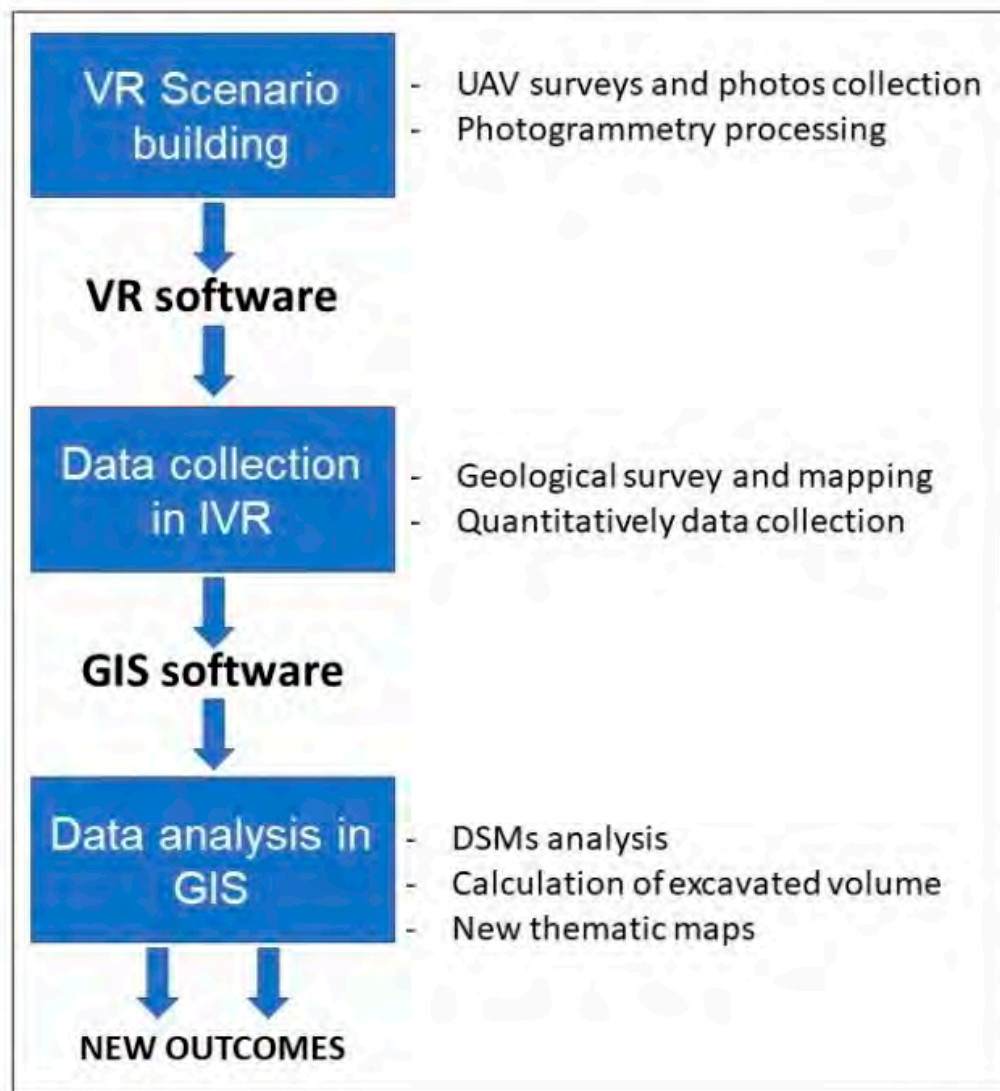 VR Scenario
building
- UAV surveys and photos collection
- Photogrammetry processing
VR software
Data collection
in IVR
- Geological survey and mapping
- Quantitatively data collection
GIS software
Data analysis in
GIS
- DSMs analysis
- Calculation of excavated volume
- New thematic maps
NEW OUTCOMES